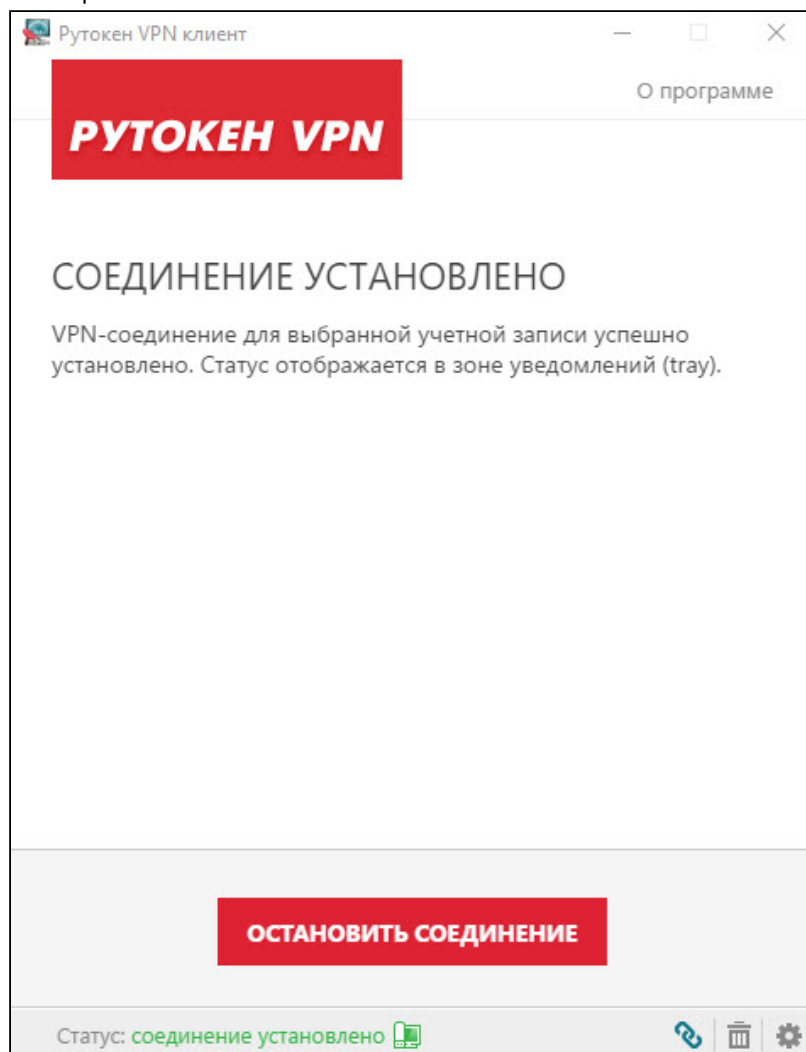 Рутокен VPN клиент
О программе
РУТОКЕН VPN
СОЕДИНЕНИЕ УСТАНОВЛЕНО
VPN-соединение для выбранной учетной записи успешно
установлено. Статус отображается в зоне уведомлений (tray).
ОСТАНОВИТЬ СОЕДИНЕНИЕ
Статус: соединение установлено